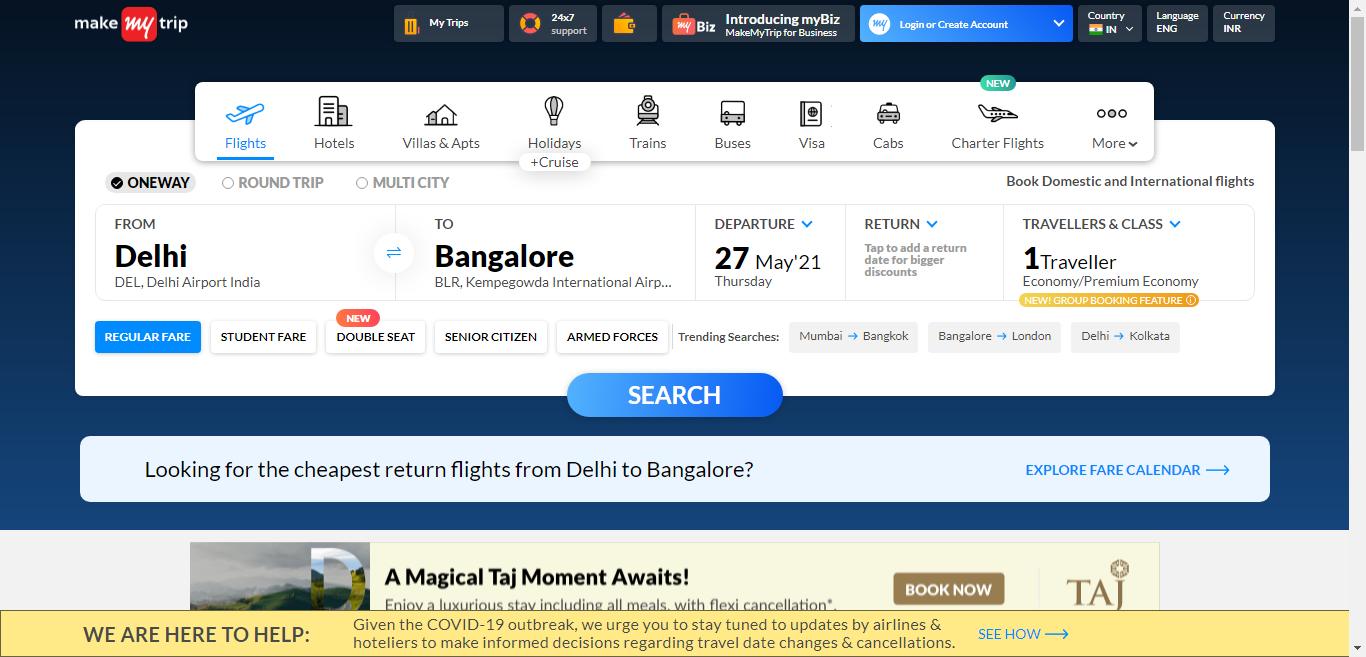 make my trip
My Trips
24x7
support
my Biz
Introducing myBiz
MakeMyTrip for Business
my
Login or Create Account
Country
IN
Language
ENG
Currency
INR
NEW
Flights
Hotels
Villas & Apts
Holidays
+Cruise
Trains
Buses
Visa
Cabs
Charter Flights
More
ONEWAY
ROUND TRIP
MULTI CITY
Book Domestic and International flights
FROM
Delhi
DEL, Delhi Airport India
TO
Bangalore
BLR, Kempegowda International Airp...
DEPARTURE
27 May'21
Thursday
RETURN
Tap to add a return
date for bigger
discounts
TRAVELLERS & CLASS
1Traveller
Economy/Premium Economy
NEW! GROUP BOOKING FEATURE
REGULAR FARE
STUDENT FARE
NEW
DOUBLE SEAT
SENIOR CITIZEN
ARMED FORCES
Trending Searches:
Mumbai → Bangkok
Bangalore → London
Delhi → Kolkata
SEARCH
Looking for the cheapest return flights from Delhi to Bangalore?
EXPLORE FARE CALENDAR
D
A Magical Taj Moment Awaits!
Enjoy a luxurious stay including all meals, with flexi cancellation*.
BOOK NOW
TAJ
WE ARE HERE TO HELP:
Given the COVID-19 outbreak, we urge you to stay tuned to updates by airlines &
hoteliers to make informed decisions regarding travel date changes & cancellations.
SEE HOW